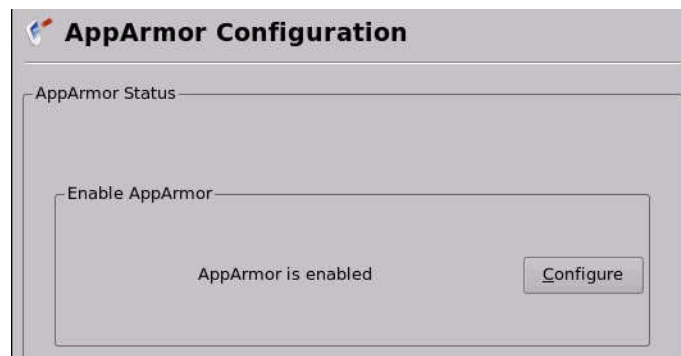 AppArmor Configuration
AppArmor Status
Enable AppArmor
AppArmor is enabled
Configure